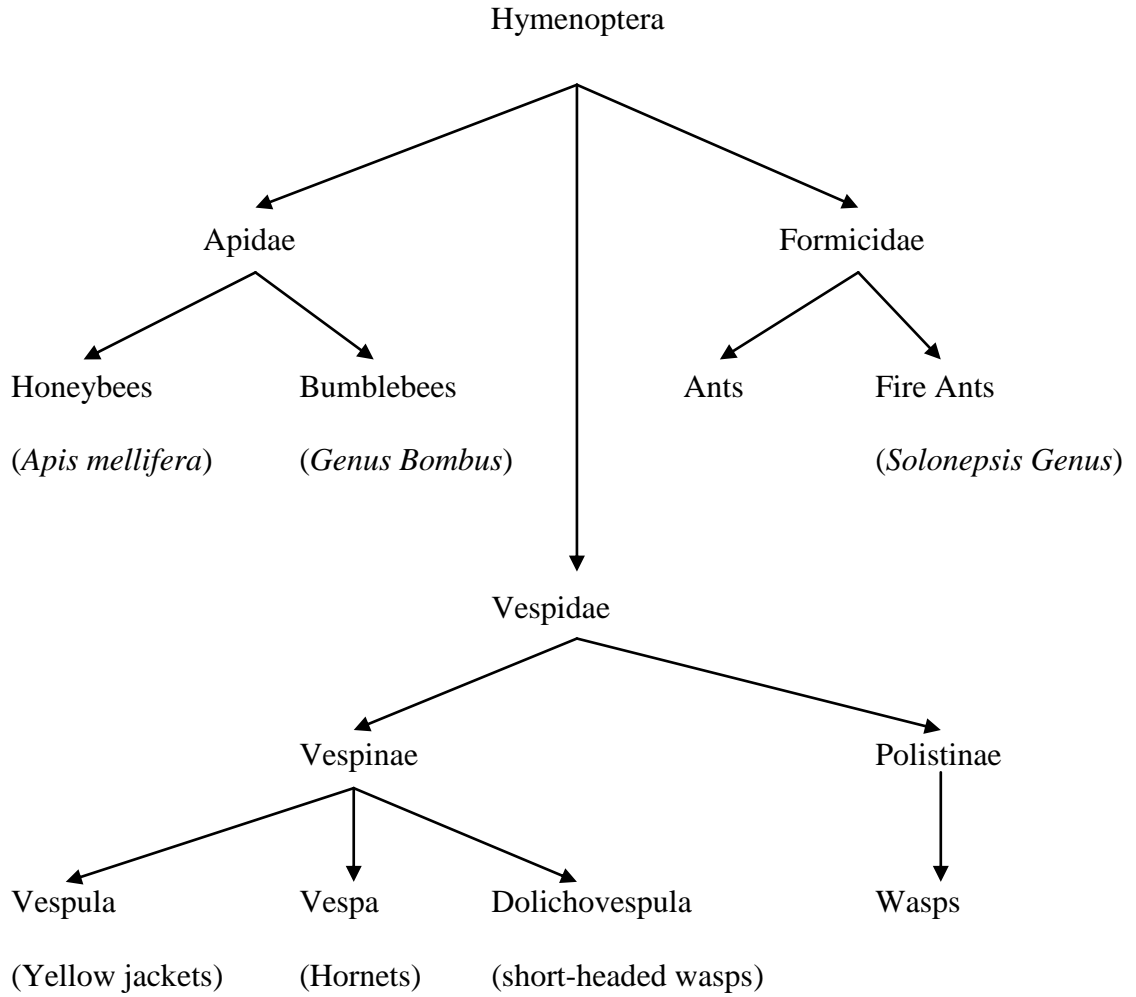 Hymenoptera
Apidae
Formicidae
Honeybees
Bumblebees
Ants
Fire Ants
(Apis mellifera)
(Genus Bombus)
(Solonepsis Genus)
Vespidae
Vespinae
Polistinae
Vespula
Vespa
Dolichovespula
Wasps
(Yellow jackets)
(Hornets)
(short-headed wasps)